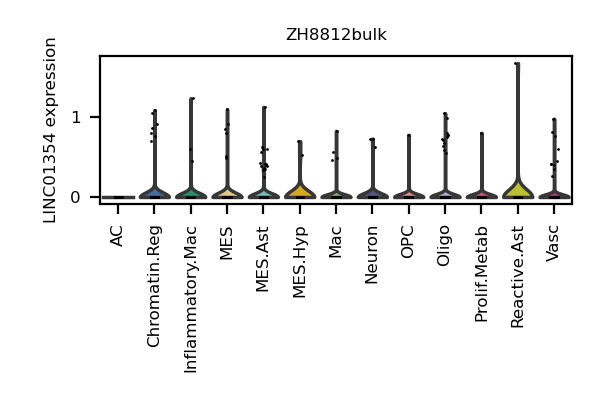 ZH8812bulk
LINC01354 expression
1
0
AC
Chromatin.Reg
Inflammatory.Mac
MES
MES.Ast
MES.Hyp
Mac
Neuron
OPC
Oligo
Prolif.Metab
Reactive.Ast
Vasc